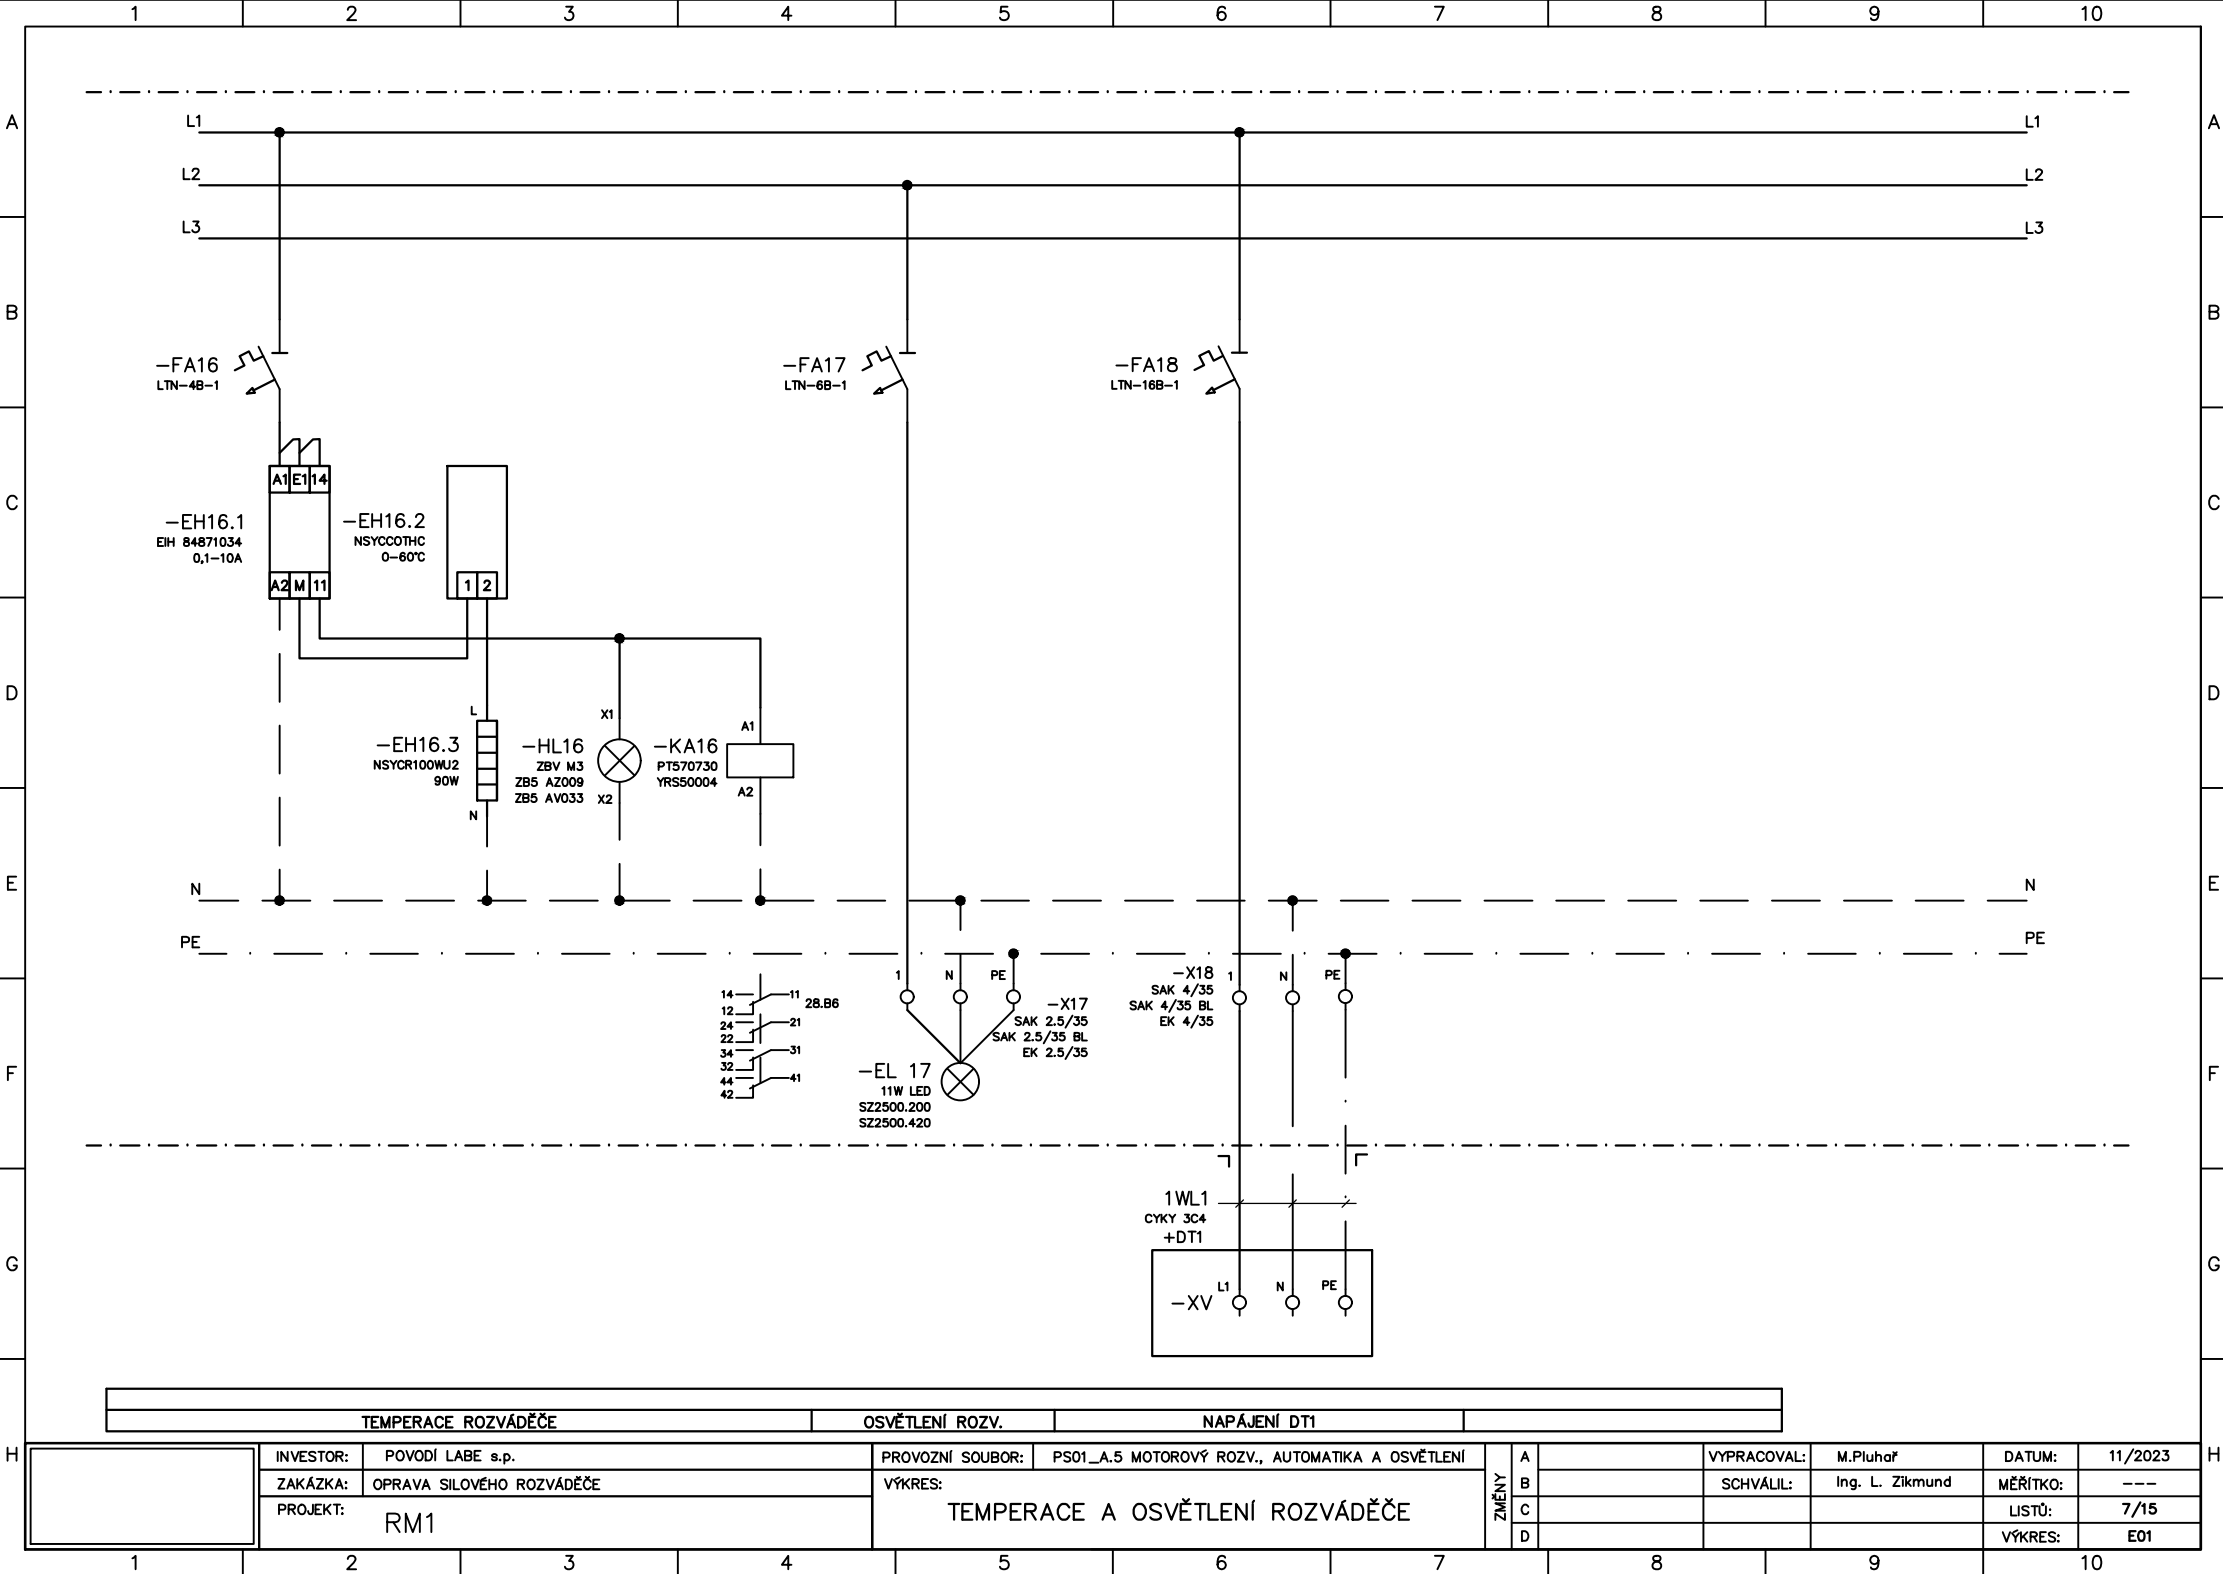 1 2 3 4 5 6 7 8 9 10
A A
L1 L1
L2 L2
L3 L3
B B
-FA16
LTN-4B-1
-FA17
LTN-6B-1
-FA18
LTN-16B-1
A1 E1 14
C C
-EH16.1
EIH 84871034
0,1-10A
-EH16.2
NSYCCOTHC
0-60°C
A2 M 11
1 2
D D
L
X1
A1
-EH16.3
NSYCR100WU2
90W
-HL16
ZBV M3
ZB5 AZ009
ZB5 AV033
-KA16
PT570730
YRS50004
X2
A2
N
E E
N N
PE PE
1 N PE
-X17
SAK 2.5/35
SAK 2.5/35 BL
EK 2.5/35
-X18
SAK 4/35
SAK 4/35 BL
EK 4/35
1 N PE
14 11 28.B6
12
24 21
22
34 31
32
44 41
42
F F
-EL 17
11W LED
SZ2500.200
SZ2500.420
1WL1
CYKY 3C4
+DT1
G G
L1 N PE
-XV
TEMPERACE ROZVÁDĚČE OSVĚTLENÍ ROZV. NAPÁJENÍ DT1
H H
INVESTOR: POVODÍ LABE s.p.
ZAKÁZKA: OPRAVA SILOVÉHO ROZVÁDĚČE
PROJEKT: RM1
PROVOZNÍ SOUBOR: PS01_A.5 MOTOROVÝ ROZV., AUTOMATIKA A OSVĚTLENÍ
VÝKRES:
TEMPERACE A OSVĚTLENÍ ROZVÁDĚČE
ZMĚNY
A
B
C
D
VYPRACOVAL: M.Pluhař
SCHVÁLIL: Ing. L. Zikmund
DATUM: 11/2023
MĚŘÍTKO: ---
LISTŮ: 7/15
VÝKRES: E01
1 2 3 4 5 6 7 8 9 10